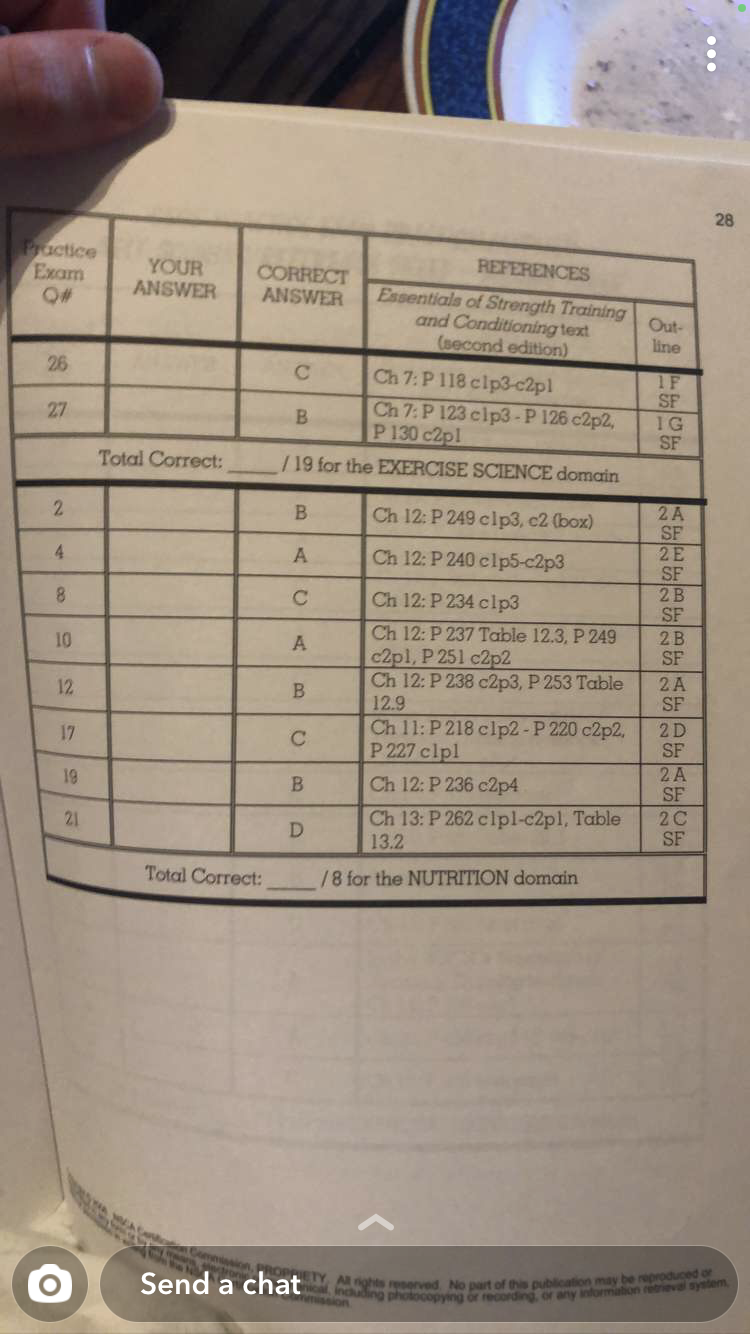 28
Practice
Exam
Q#
YOUR
ANSWER
CORRECT
ANSWER
REFERENCES
Essentials of Strength Training
and Conditioning text
(second edition)
Out-
line
26 C Ch 7: P 118 c1p3-c2p1 1 F
SF
27 B Ch 7: P 123 c1p3 - P 126 c2p2, 1 G
P 130 c2p1 SF
Total Correct: _____ / 19 for the EXERCISE SCIENCE domain
2 B Ch 12: P 249 c1p3, c2 (box) 2 A
SF
4 A Ch 12: P 240 c1p5-c2p3 2 E
SF
8 C Ch 12: P 234 c1p3 2 B
SF
10 A Ch 12: P 237 Table 12.3, P 249 2 B
c2p1, P 251 c2p2 SF
12 B Ch 12: P 238 c2p3, P 253 Table 2 A
12.9 SF
17 C Ch 11: P 218 c1p2 - P 220 c2p2, 2 D
P 227 c1p1 SF
19 B Ch 12: P 236 c2p4 2 A
SF
21 D Ch 13: P 262 c1p1-c2p1, Table 2 C
13.2 SF
Total Correct: _____ / 8 for the NUTRITION domain
NSCA Certification Commission, PROPRIETY. All rights reserved. No part of this publication may be reproduced or
by any means, including photocopying or recording, or any information retrieval system,
Commission.
Send a chat